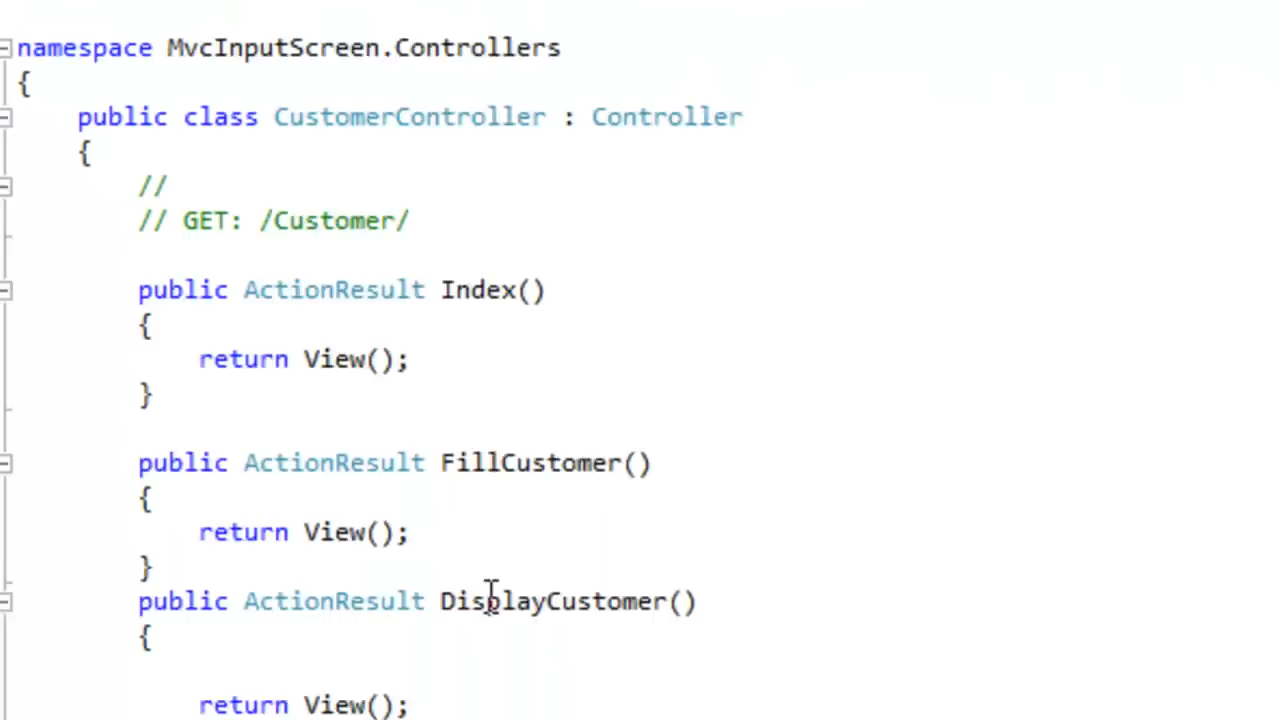 namespace MvcInputScreen.Controllers
{
public class CustomerController : Controller
{
//
// GET: /Customer/
public ActionResult Index()
{
return View();
}
public ActionResult FillCustomer()
{
return View();
}
public ActionResult DisplayCustomer()
{
return View();